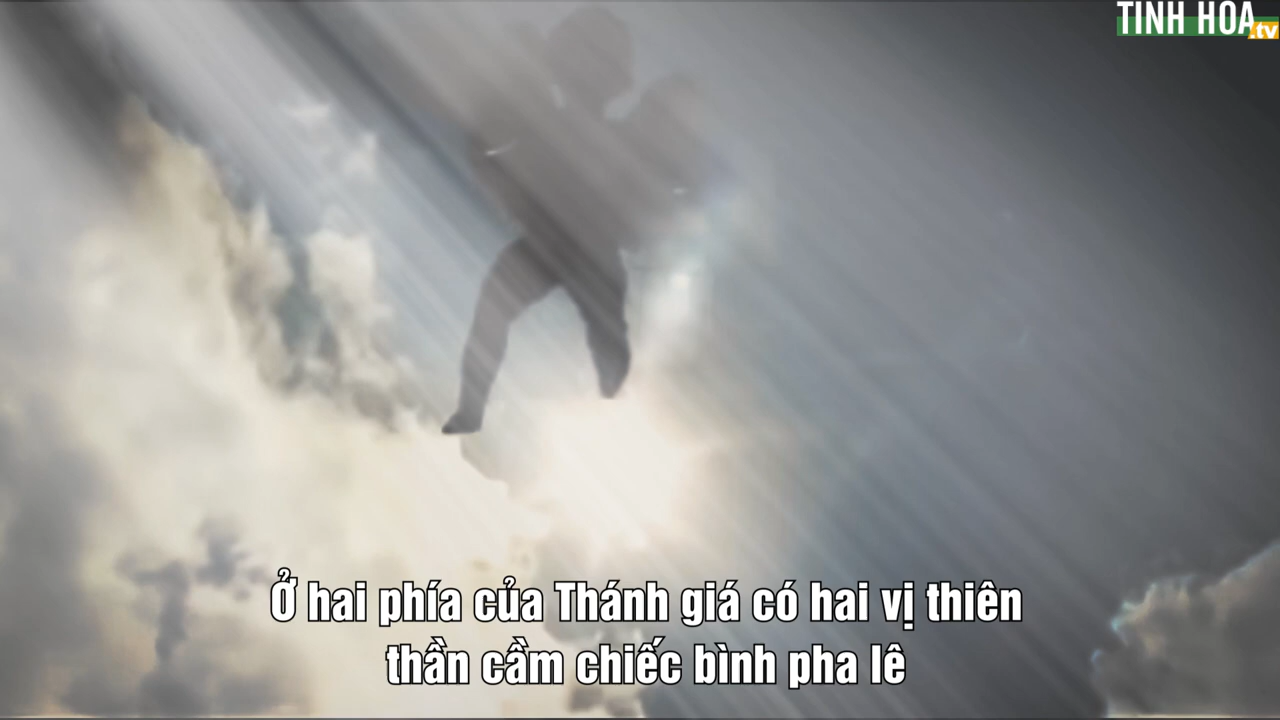 TINH HOA
.tv
Ở hai phía của Thánh giá có hai vị thiên
thần cầm chiếc bình pha lê